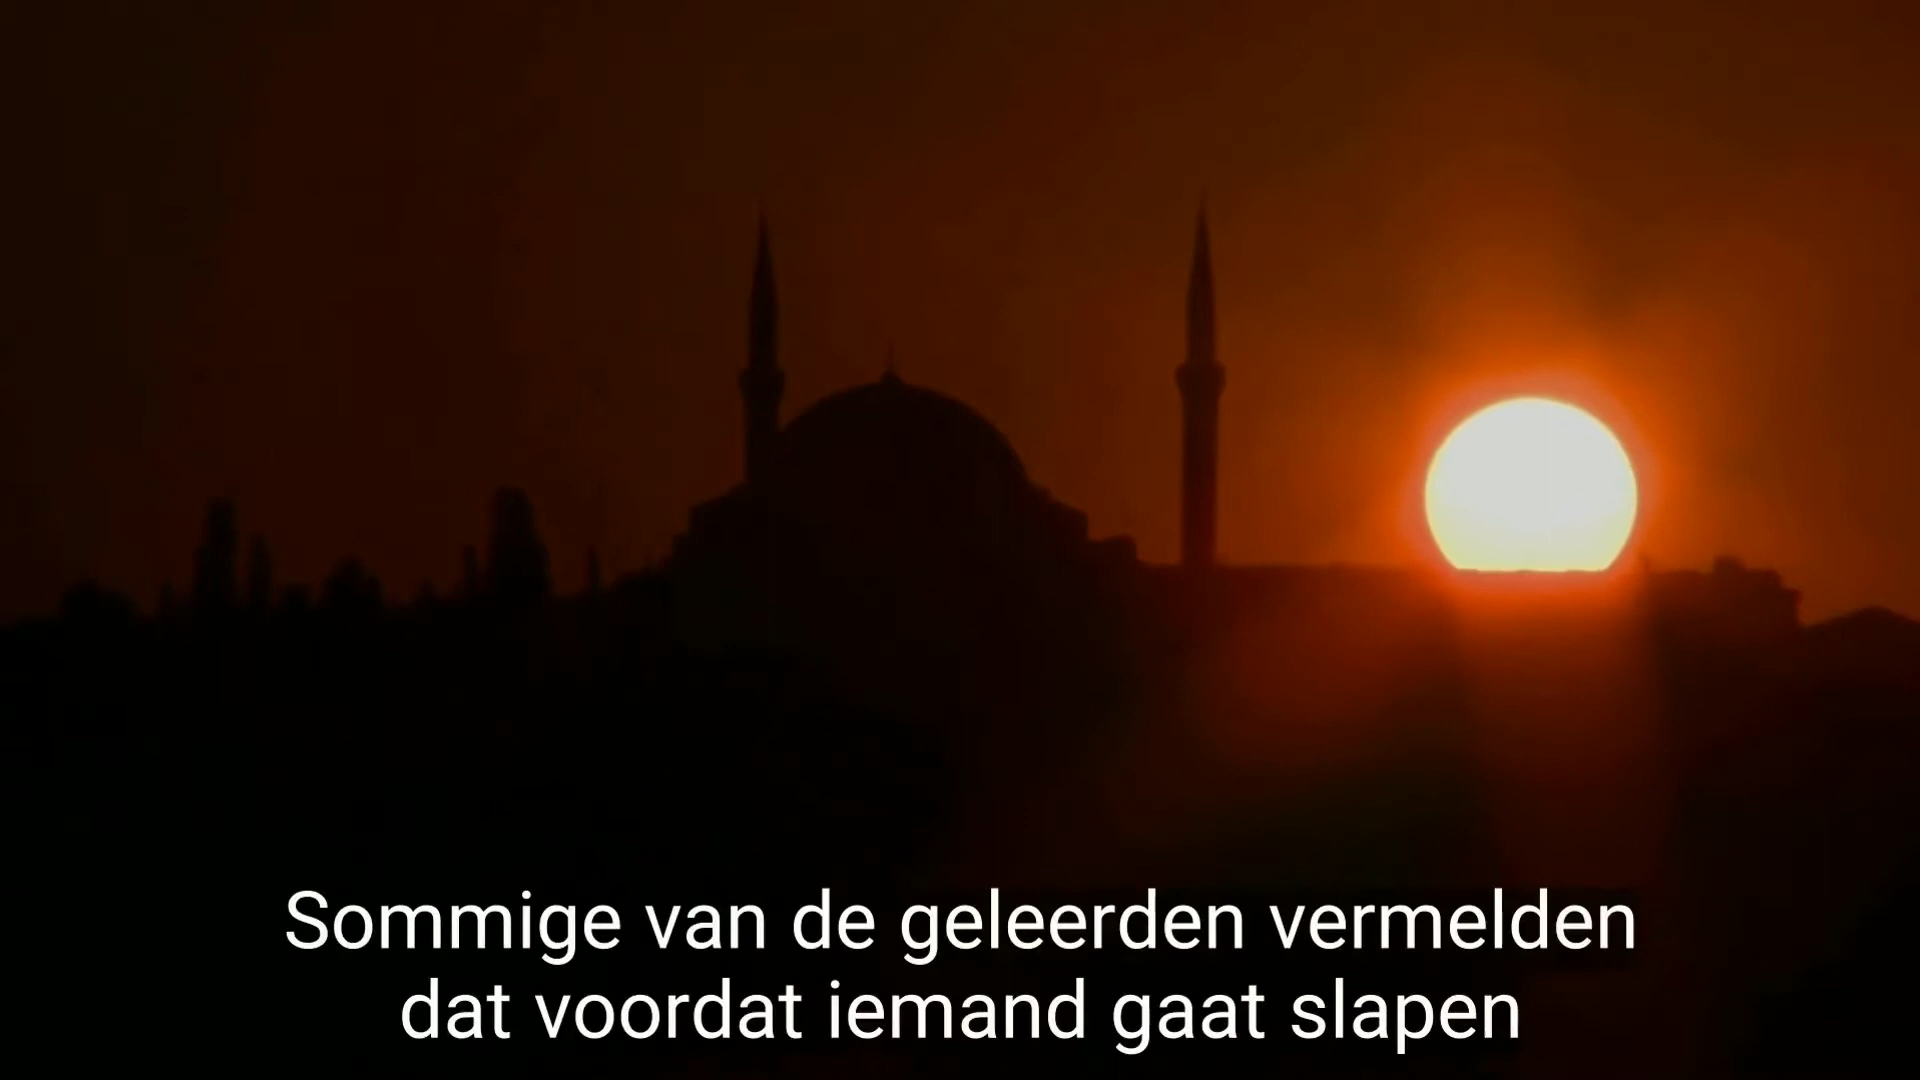 Sommige van de geleerden vermelden
dat voordat iemand gaat slapen